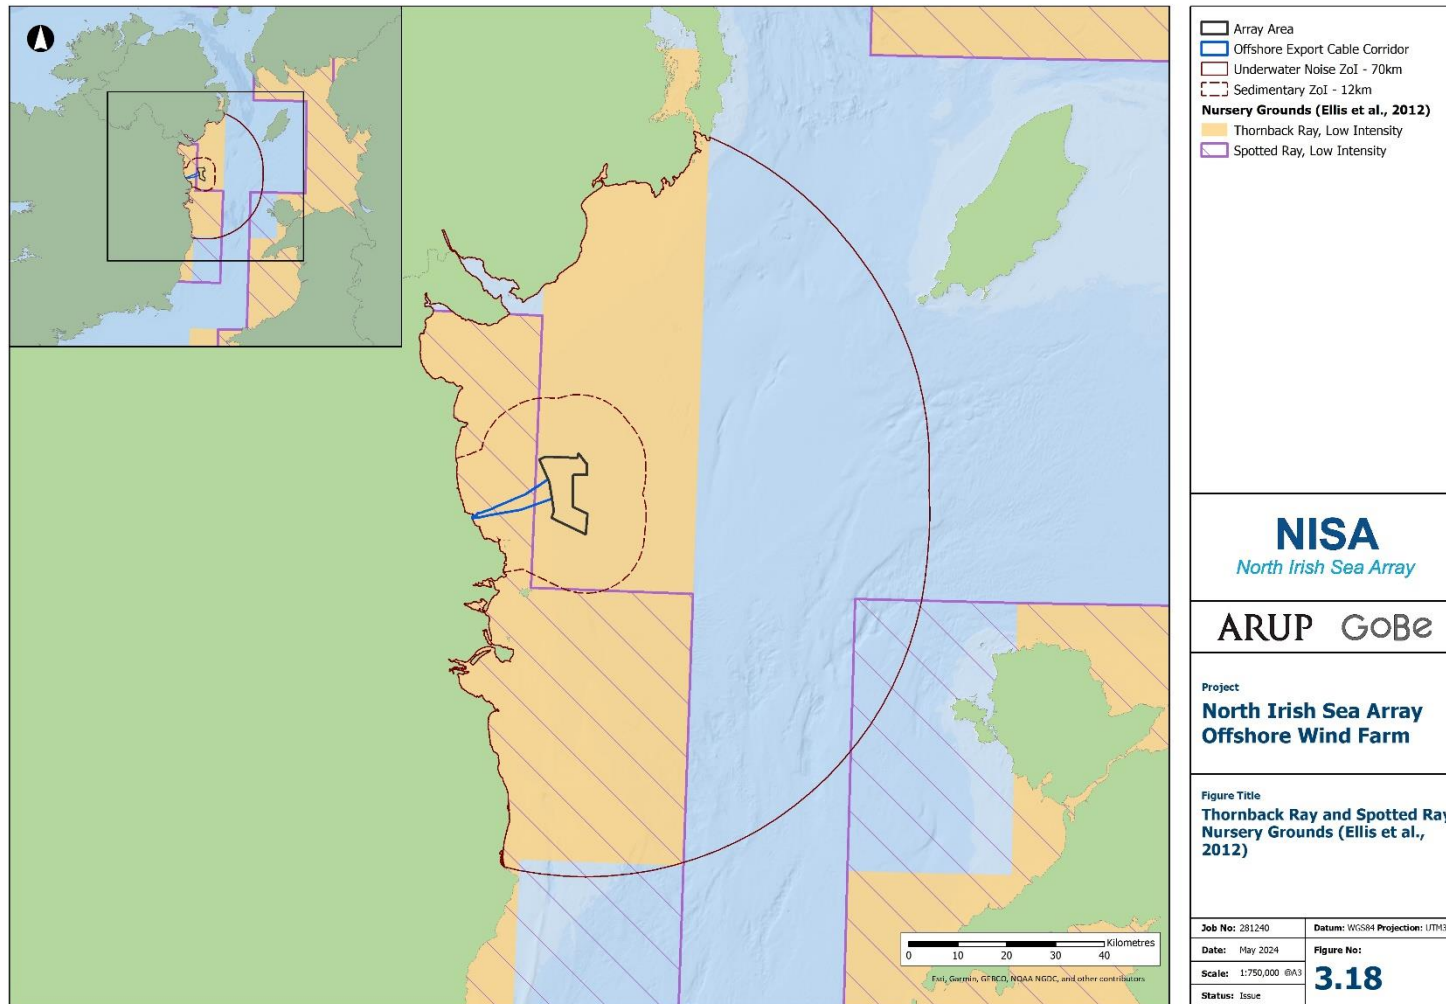 Array Area
Offshore Export Cable Corridor
Underwater Noise ZoI - 70km
Sedimentary ZoI - 12km
Nursery Grounds (Ellis et al., 2012)
Thornback Ray, Low Intensity
Spotted Ray, Low Intensity
NISA
North Irish Sea Array
ARUP GoBe
Project
North Irish Sea Array
Offshore Wind Farm
Figure Title
Thornback Ray and Spotted Ray
Nursery Grounds (Ellis et al.,
2012)
Job No: 281240
Datum: WGS84 Projection: UTM3
Date: May 2024
Figure No:
Scale: 1:750,000 @A3
3.18
Status: Issue
Kilometres
0 10 20 30 40
Esri, Garmin, GEBCO, NOAA NGDC, and other contributors